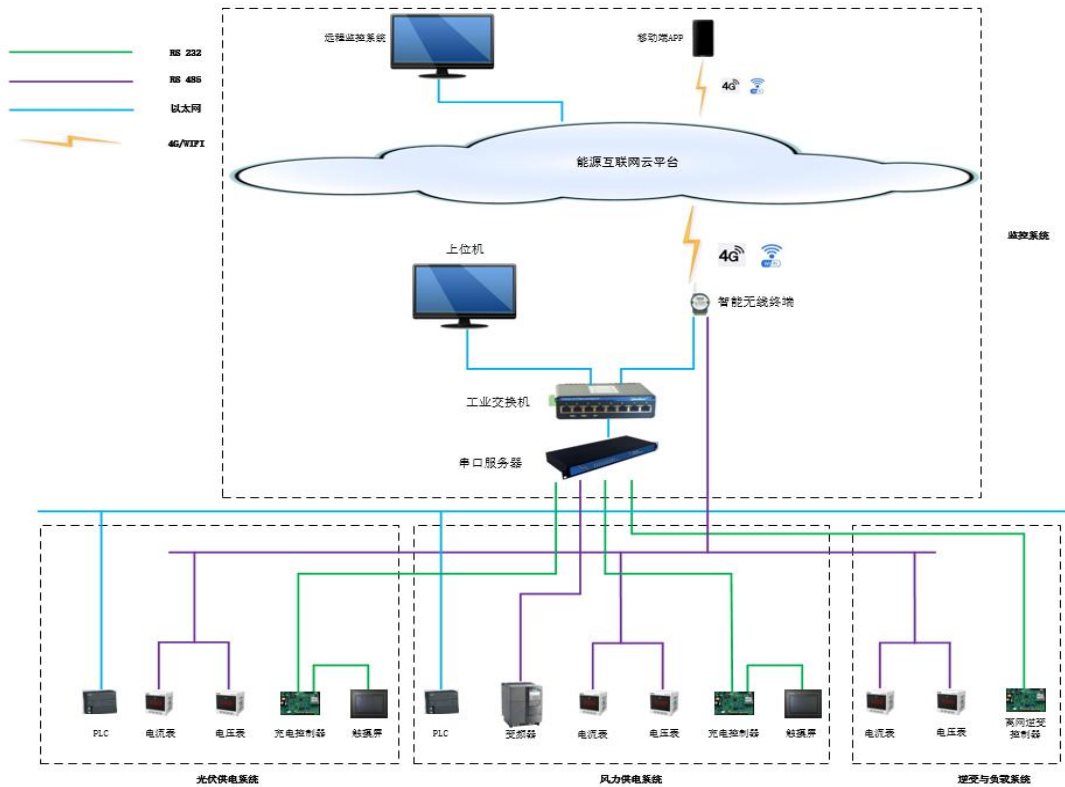 远程监控系统
移动端APP
RS 232
RS 485
以太网
4G/WIFI
4G
能源互联网云平台
监控系统
4G
上位机
智能无线终端
工业交换机
串口服务器
PLC
电流表
电压表
充电控制器
触摸屏
PLC
变频器
电流表
电压表
充电控制器
触摸屏
电流表
电压表
离网逆变
控制器
光伏供电系统
风力供电系统
逆变与负载系统